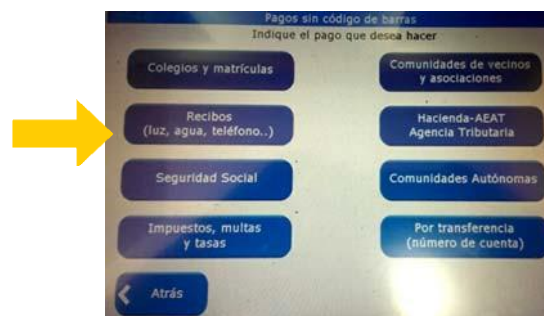 Pagos sin código de barras
Indique el pago que desea hacer
Colegios y matrículas
Comunidades de vecinos
y asociaciones
Recibos
(luz, agua, teléfono..)
Hacienda-AEAT
Agencia Tributaria
Seguridad Social
Comunidades Autónomas
Impuestos, multas
y tasas
Por transferencia
(número de cuenta)
Atrás